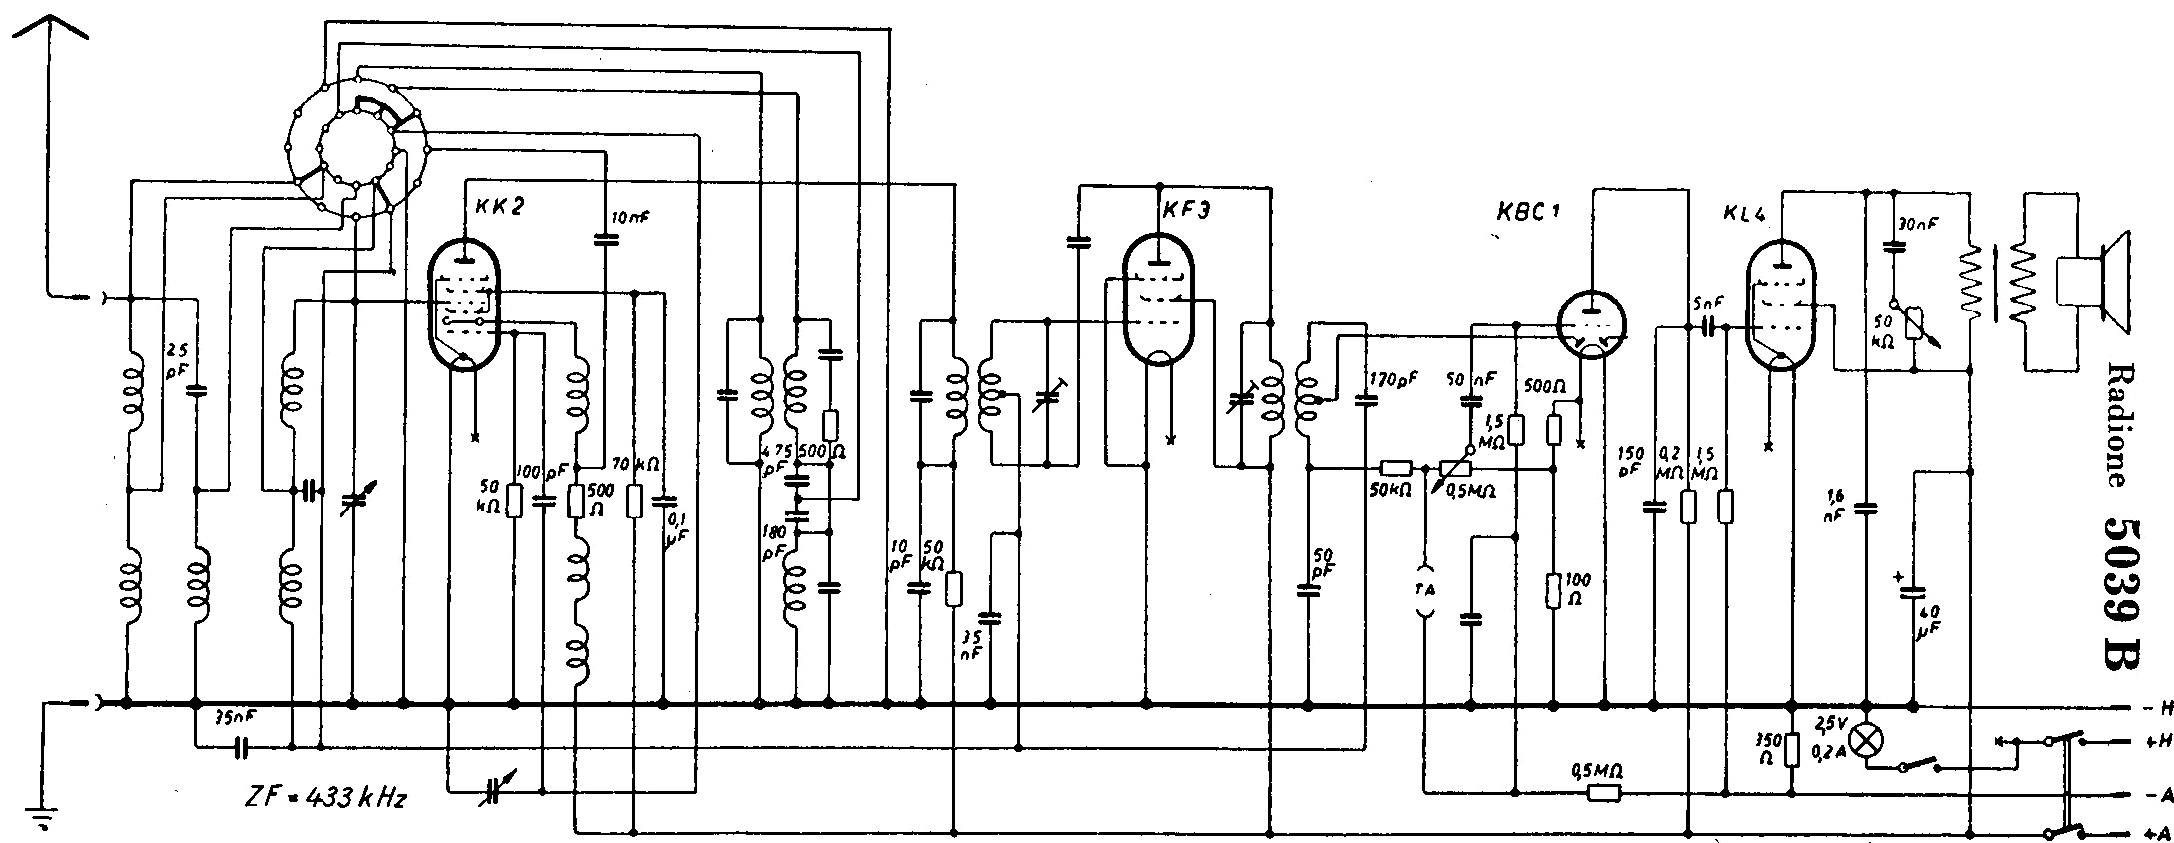 KK2
KF3
KBC1
KL4
10nF
30nF
50
kΩ
5nF
25
pF
170pF
50 nF
500Ω
1,5
MΩ
475
pF
500
Ω
100 pF
70 kΩ
50
kΩ
500
Ω
0,1
µF
180
pF
10
pF
50
kΩ
35
nF
50kΩ
0,5MΩ
150
pF
0,2
MΩ
1,5
MΩ
1,6
nF
50
pF
TA
100
Ω
+
40
µF
35nF
ZF = 433 kHz
0,5MΩ
350
Ω
2,5V
0,2A
- H
+H
- A
+A
Radione 5039 B